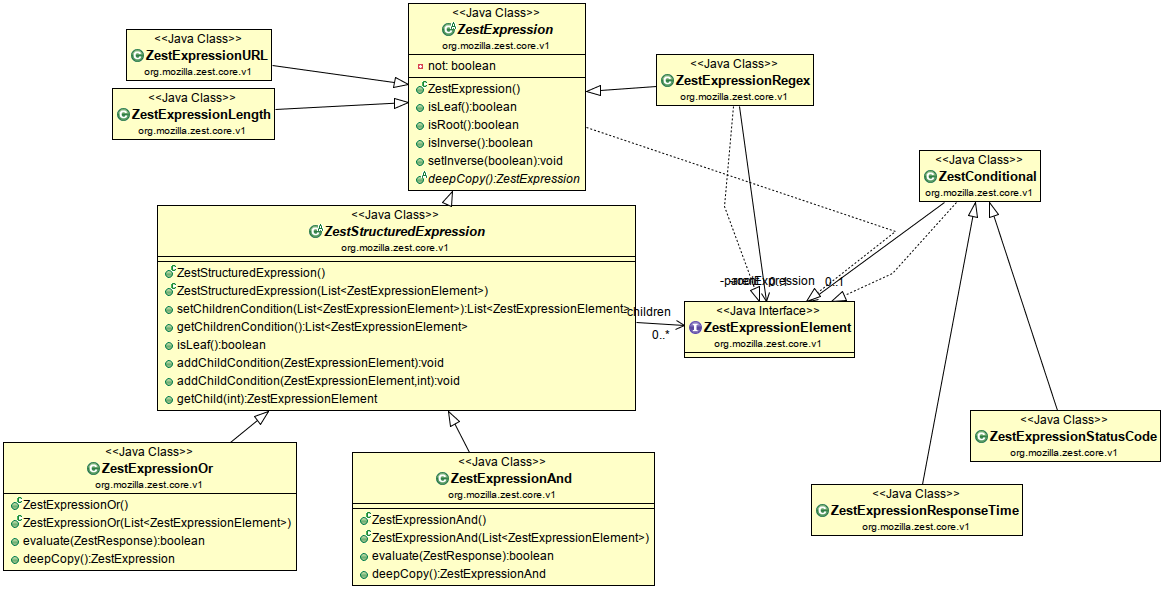 <<Java Class>>
ZestExpression
org.mozilla.zest.core.v1
not: boolean
ZestExpression()
isLeaf():boolean
isRoot():boolean
isInverse():boolean
setInverse(boolean):void
deepCopy():ZestExpression
<<Java Class>>
ZestExpressionURL
org.mozilla.zest.core.v1
<<Java Class>>
ZestExpressionLength
org.mozilla.zest.core.v1
<<Java Class>>
ZestExpressionRegex
org.mozilla.zest.core.v1
<<Java Class>>
ZestConditional
org.mozilla.zest.core.v1
<<Java Class>>
ZestStructuredExpression
org.mozilla.zest.core.v1
ZestStructuredExpression()
ZestStructuredExpression(List<ZestExpressionElement>)
setChildrenCondition(List<ZestExpressionElement>):List<ZestExpressionElement>
getChildrenCondition():List<ZestExpressionElement>
isLeaf():boolean
addChildCondition(ZestExpressionElement):void
addChildCondition(ZestExpressionElement,int):void
getChild(int):ZestExpressionElement
children
0..*
0..1
0..1
<<Java Interface>>
ZestExpressionElement
org.mozilla.zest.core.v1
<<Java Class>>
ZestExpressionOr
org.mozilla.zest.core.v1
ZestExpressionOr()
ZestExpressionOr(List<ZestExpressionElement>)
evaluate(ZestResponse):boolean
deepCopy():ZestExpression
<<Java Class>>
ZestExpressionAnd
org.mozilla.zest.core.v1
ZestExpressionAnd()
ZestExpressionAnd(List<ZestExpressionElement>)
evaluate(ZestResponse):boolean
deepCopy():ZestExpressionAnd
<<Java Class>>
ZestExpressionStatusCode
org.mozilla.zest.core.v1
<<Java Class>>
ZestExpressionResponseTime
org.mozilla.zest.core.v1